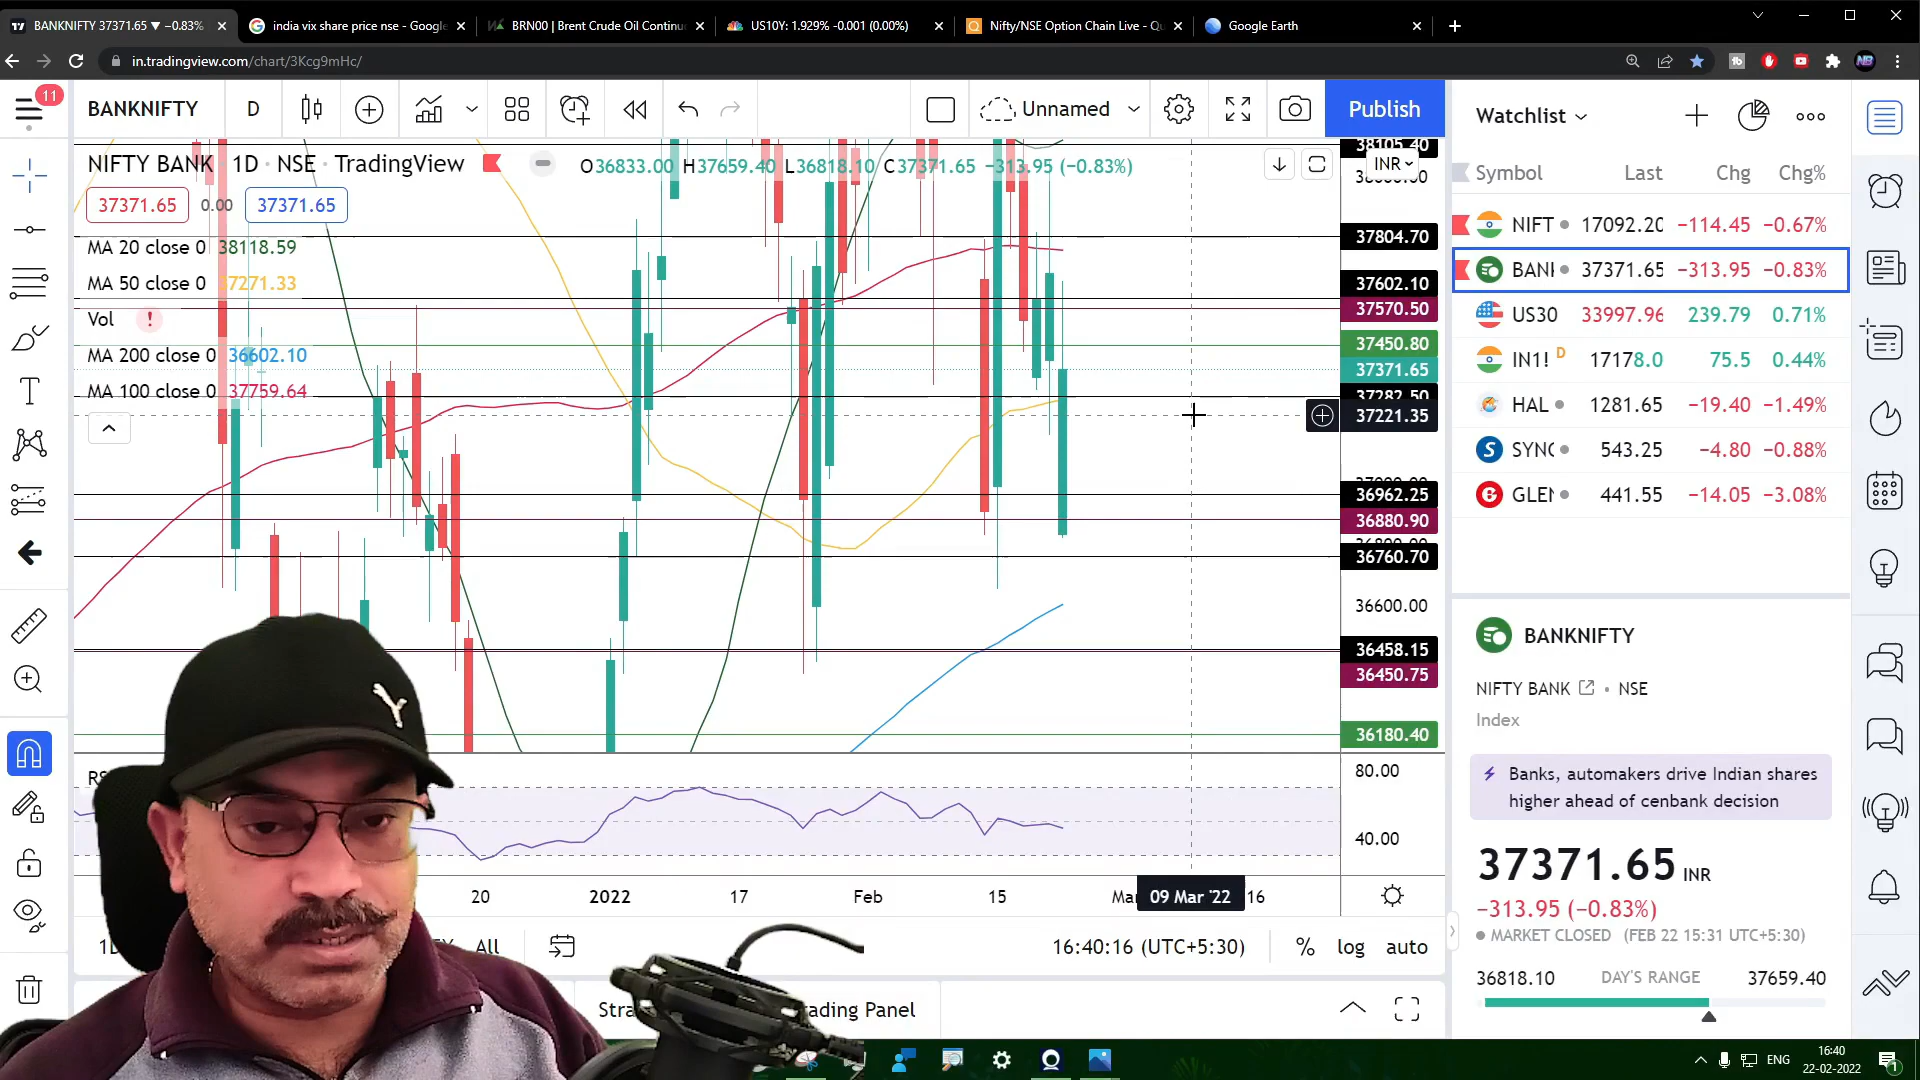 BANKNIFTY 37371.65 ▼ −0.83%
india vix share price nse - Google
BRN00 | Brent Crude Oil Continu
US10Y: 1.929% -0.001 (0.00%)
Nifty/NSE Option Chain Live - Qu
Google Earth
in.tradingview.com/chart/3Kcg9mHc/
11
BANKNIFTY
D
Unnamed
Publish
NIFTY BANK · 1D · NSE · TradingView
O36833.00 H37659.40 L36818.10 C37371.65 −313.95 (−0.83%)
INR
37371.65 0.00 37371.65
MA 20 close 0 38118.59
MA 50 close 0 37271.33
Vol !
MA 200 close 0 36602.10
MA 100 close 0 37759.64
38105.40
37804.70
37602.10
37570.50
37450.80
37371.65
37282.50
37221.35
36962.25
36880.90
36760.70
36600.00
36458.15
36450.75
36180.40
80.00
40.00
20
2022
17
Feb
15
09 Mar '22
16
All
16:40:16 (UTC+5:30)
%
log
auto
ading Panel
Watchlist
Symbol Last Chg Chg%
NIFT 17092.20 −114.45 −0.67%
BANI 37371.65 −313.95 −0.83%
US30 33997.96 239.79 0.71%
IN1! D 17178.0 75.5 0.44%
HAL 1281.65 −19.40 −1.49%
SYNC 543.25 −4.80 −0.88%
GLEN 441.55 −14.05 −3.08%
BANKNIFTY
NIFTY BANK · NSE
Index
Banks, automakers drive Indian shares
higher ahead of cenbank decision
37371.65 INR
−313.95 (−0.83%)
MARKET CLOSED (FEB 22 15:31 UTC+5:30)
36818.10 DAY'S RANGE 37659.40
ENG
16:40
22-02-2022
1